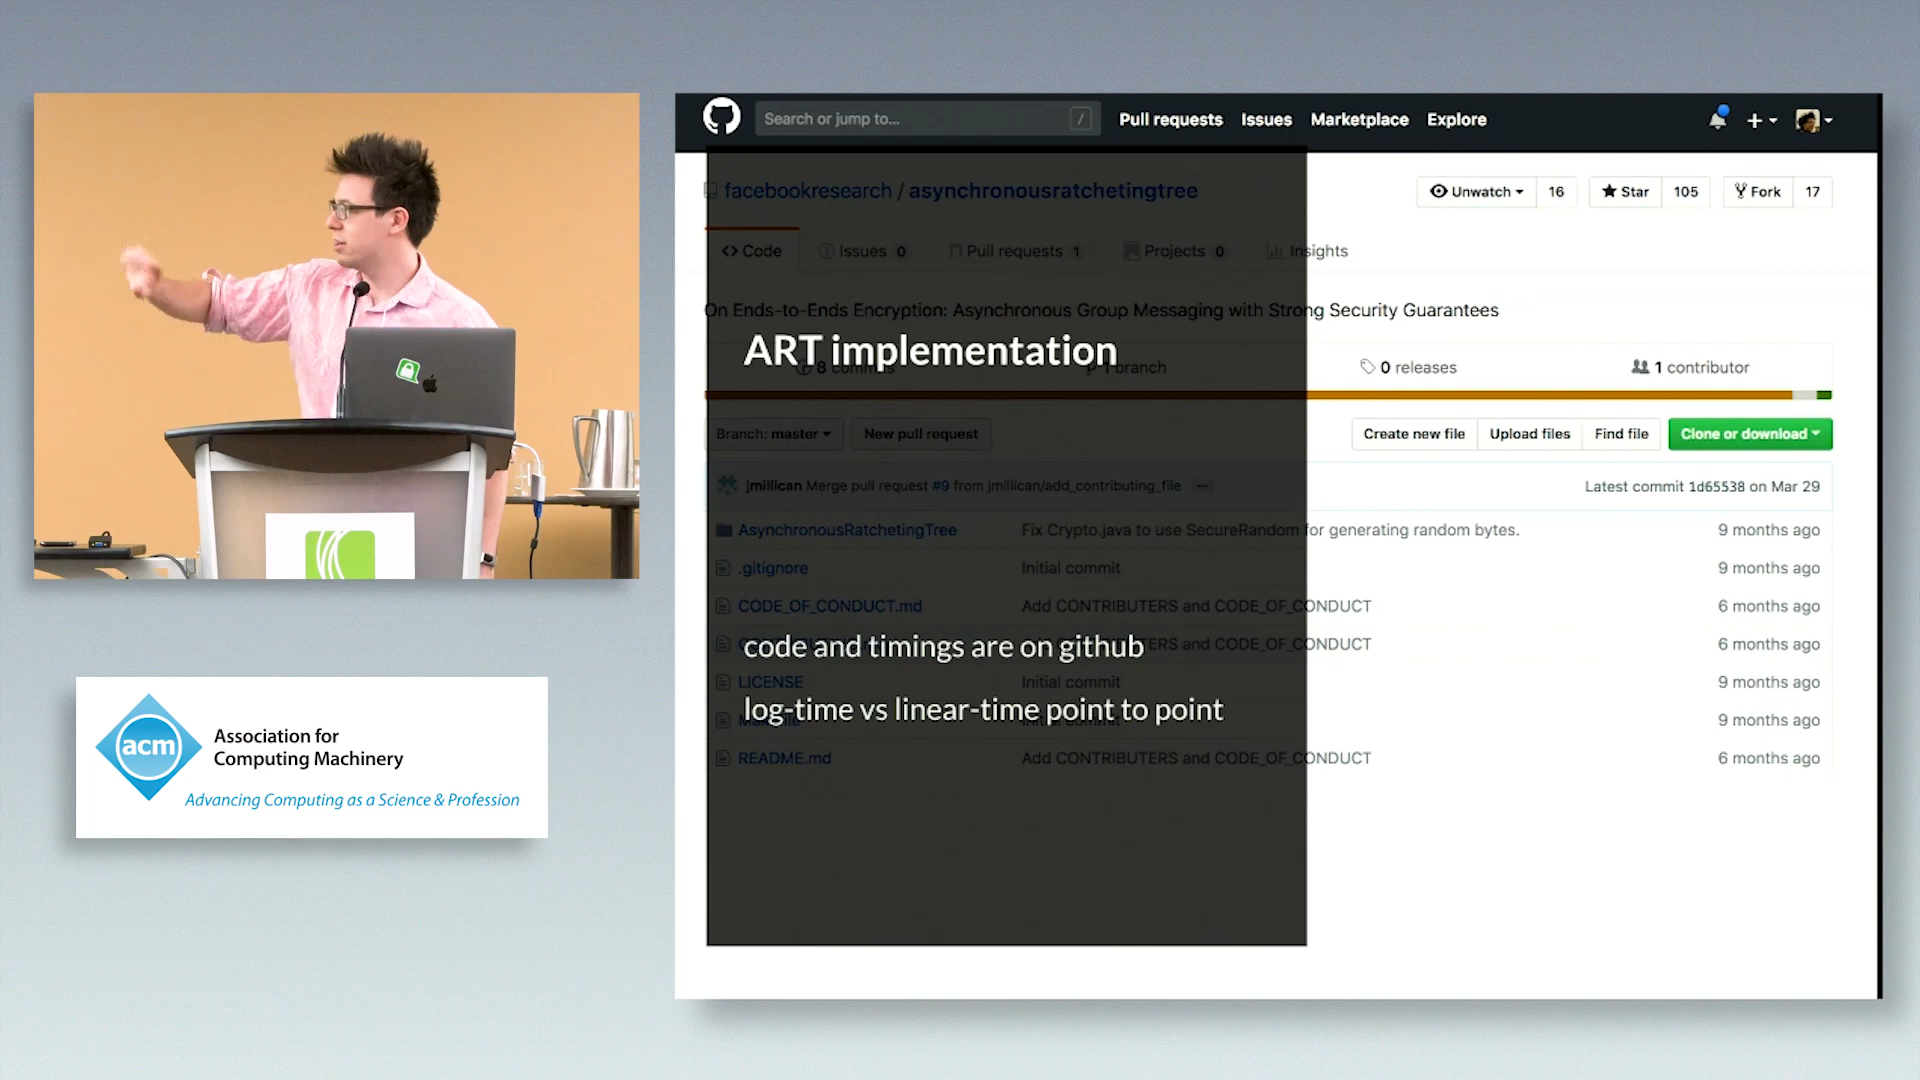 Search or jump to...
/
Pull requests Issues Marketplace Explore
facebookresearch / asynchronousratchetingtree
Unwatch 16 Star 105 Fork 17
Code Issues 0 Pull requests 1 Projects 0 Insights
On Ends-to-Ends Encryption: Asynchronous Group Messaging with Strong Security Guarantees
ART implementation
8 commits 1 branch 0 releases 1 contributor
Branch: master New pull request Create new file Upload files Find file Clone or download
jmillican Merge pull request #9 from jmillican/add_contributing_file ... Latest commit 1d65538 on Mar 29
AsynchronousRatchetingTree Fix Crypto.java to use SecureRandom for generating random bytes. 9 months ago
.gitignore Initial commit 9 months ago
CODE_OF_CONDUCT.md Add CONTRIBUTERS and CODE_OF_CONDUCT 6 months ago
code and timings are on github
CODE_OF_CONDUCT 6 months ago
LICENSE Initial commit 9 months ago
log-time vs linear-time point to point
9 months ago
README.md Add CONTRIBUTERS and CODE_OF_CONDUCT 6 months ago
acm
Association for
Computing Machinery
Advancing Computing as a Science & Profession